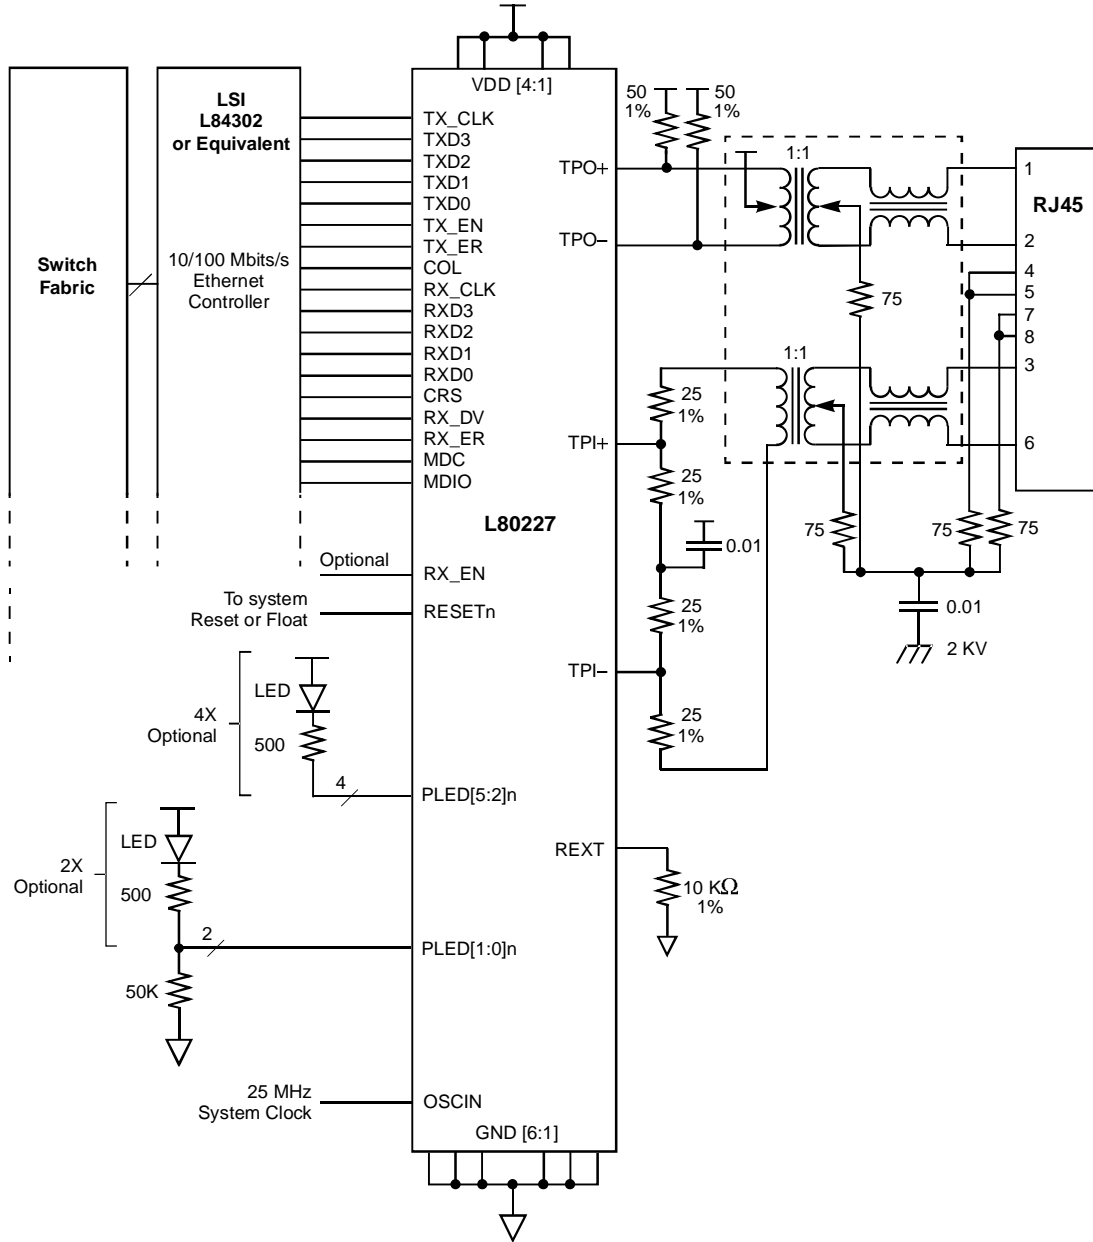 VDD [4:1]
LSI
L84302
or Equivalent
10/100 Mbits/s
Ethernet
Controller
Switch
Fabric
TX_CLK
TXD3
TXD2
TXD1
TXD0
TX_EN
TX_ER
COL
RX_CLK
RXD3
RXD2
RXD1
RXD0
CRS
RX_DV
RX_ER
MDC
MDIO
L80227
Optional
RX_EN
To system
Reset or Float
RESETn
4X
Optional
LED
500
4
PLED[5:2]n
2X
Optional
LED
500
2
PLED[1:0]n
50K
25 MHz
System Clock
OSCIN
GND [6:1]
TPO+
TPO–
TPI+
TPI–
REXT
50
1%
50
1%
1:1
1:1
25
1%
25
1%
0.01
25
1%
25
1%
10 KΩ
1%
75
75
75
75
0.01
2 KV
RJ45
1
2
4
5
7
8
3
6